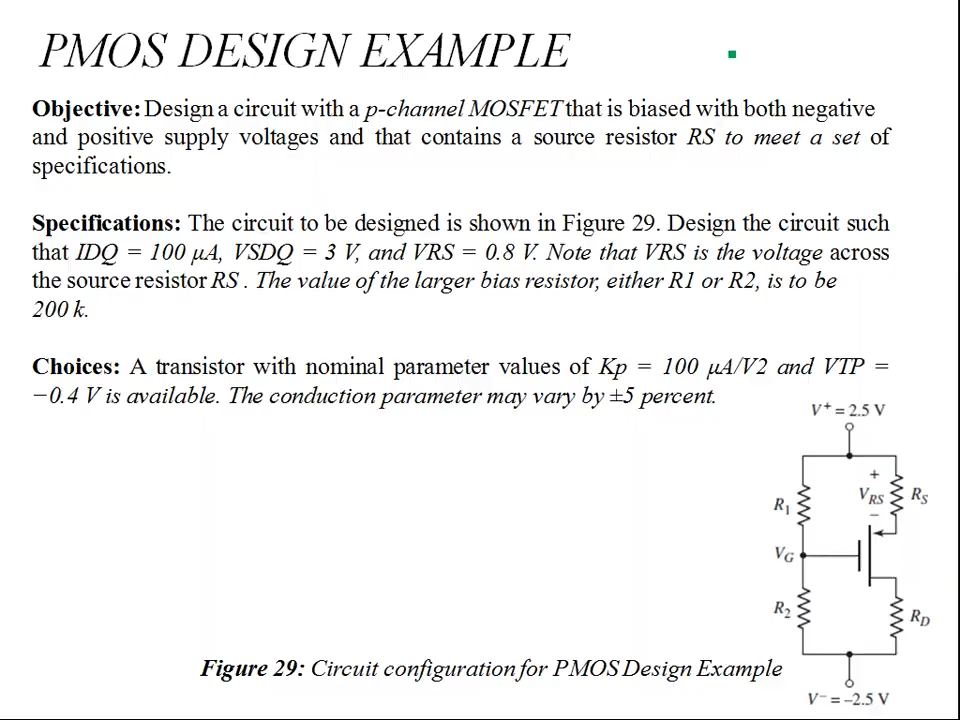 PMOS DESIGN EXAMPLE
Objective: Design a circuit with a p-channel MOSFET that is biased with both negative
and positive supply voltages and that contains a source resistor RS to meet a set of
specifications.
Specifications: The circuit to be designed is shown in Figure 29. Design the circuit such
that IDQ = 100 μA, VSDQ = 3 V, and VRS = 0.8 V. Note that VRS is the voltage across
the source resistor RS . The value of the larger bias resistor, either R1 or R2, is to be
200 k.
Choices: A transistor with nominal parameter values of Kp = 100 μA/V2 and VTP =
−0.4 V is available. The conduction parameter may vary by ±5 percent.
V+ = 2.5 V
+
R1
VRS
RS
−
VG
R2
RD
Figure 29: Circuit configuration for PMOS Design Example
V− = −2.5 V